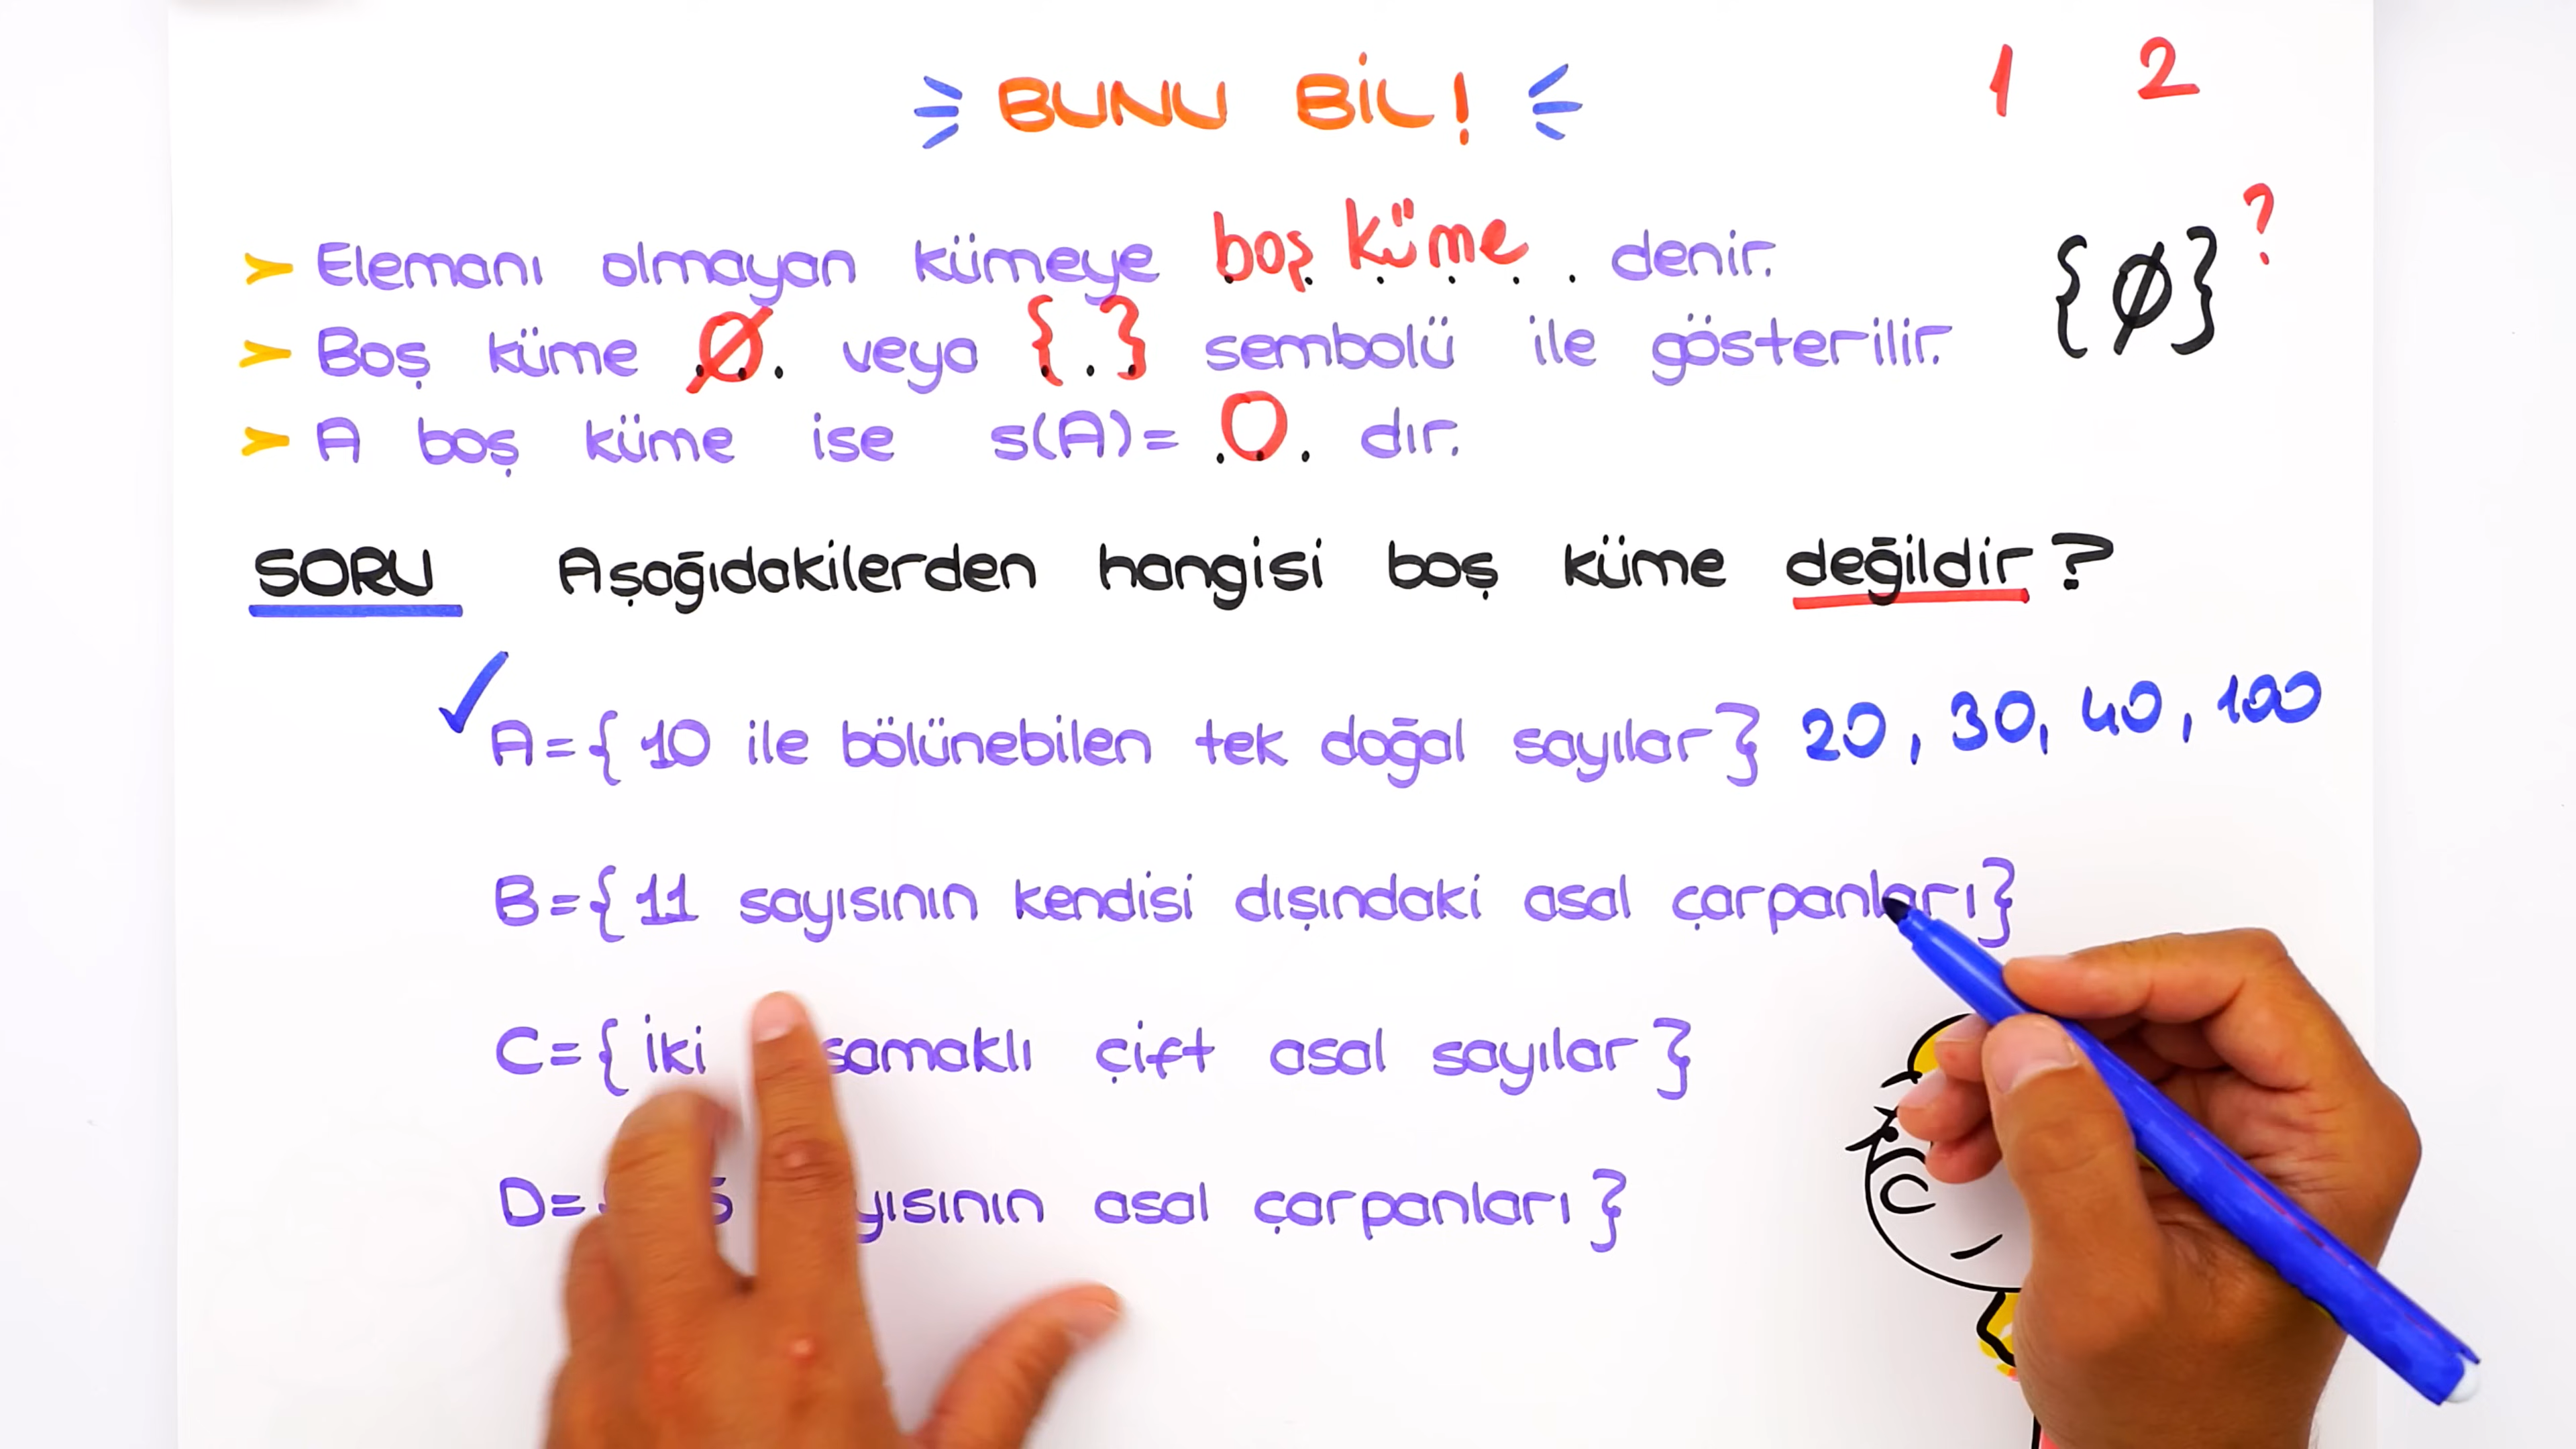 BUNU BİL!
1 2
Elemanı olmayan kümeye boş küme denir.
{Ø}?
Boş küme Ø veya { } sembolü ile gösterilir.
A boş küme ise s(A)= 0 dır.
SORU Aşağıdakilerden hangisi boş küme değildir?
A={10 ile bölünebilen tek doğal sayılar} 20, 30, 40, 100
B={11 sayısının kendisi dışındaki asal çarpanları}
C={iki samaklı çift asal sayılar}
D= yısının asal çarpanları}